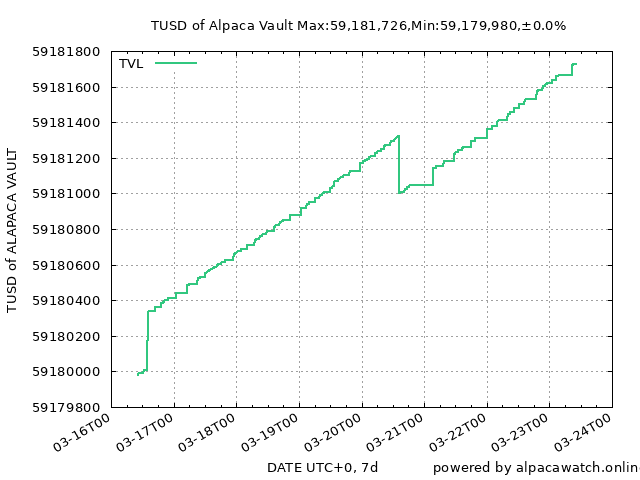 TUSD of Alpaca Vault Max:59,181,726,Min:59,179,980,±0.0%
TVL
59181800
59181600
59181400
59181200
59181000
59180800
59180600
59180400
59180200
59180000
59179800
TUSD of ALAPACA VAULT
03-16T00
03-17T00
03-18T00
03-19T00
03-20T00
03-21T00
03-22T00
03-23T00
03-24T00
DATE UTC+0, 7d
powered by alpacawatch.onlin